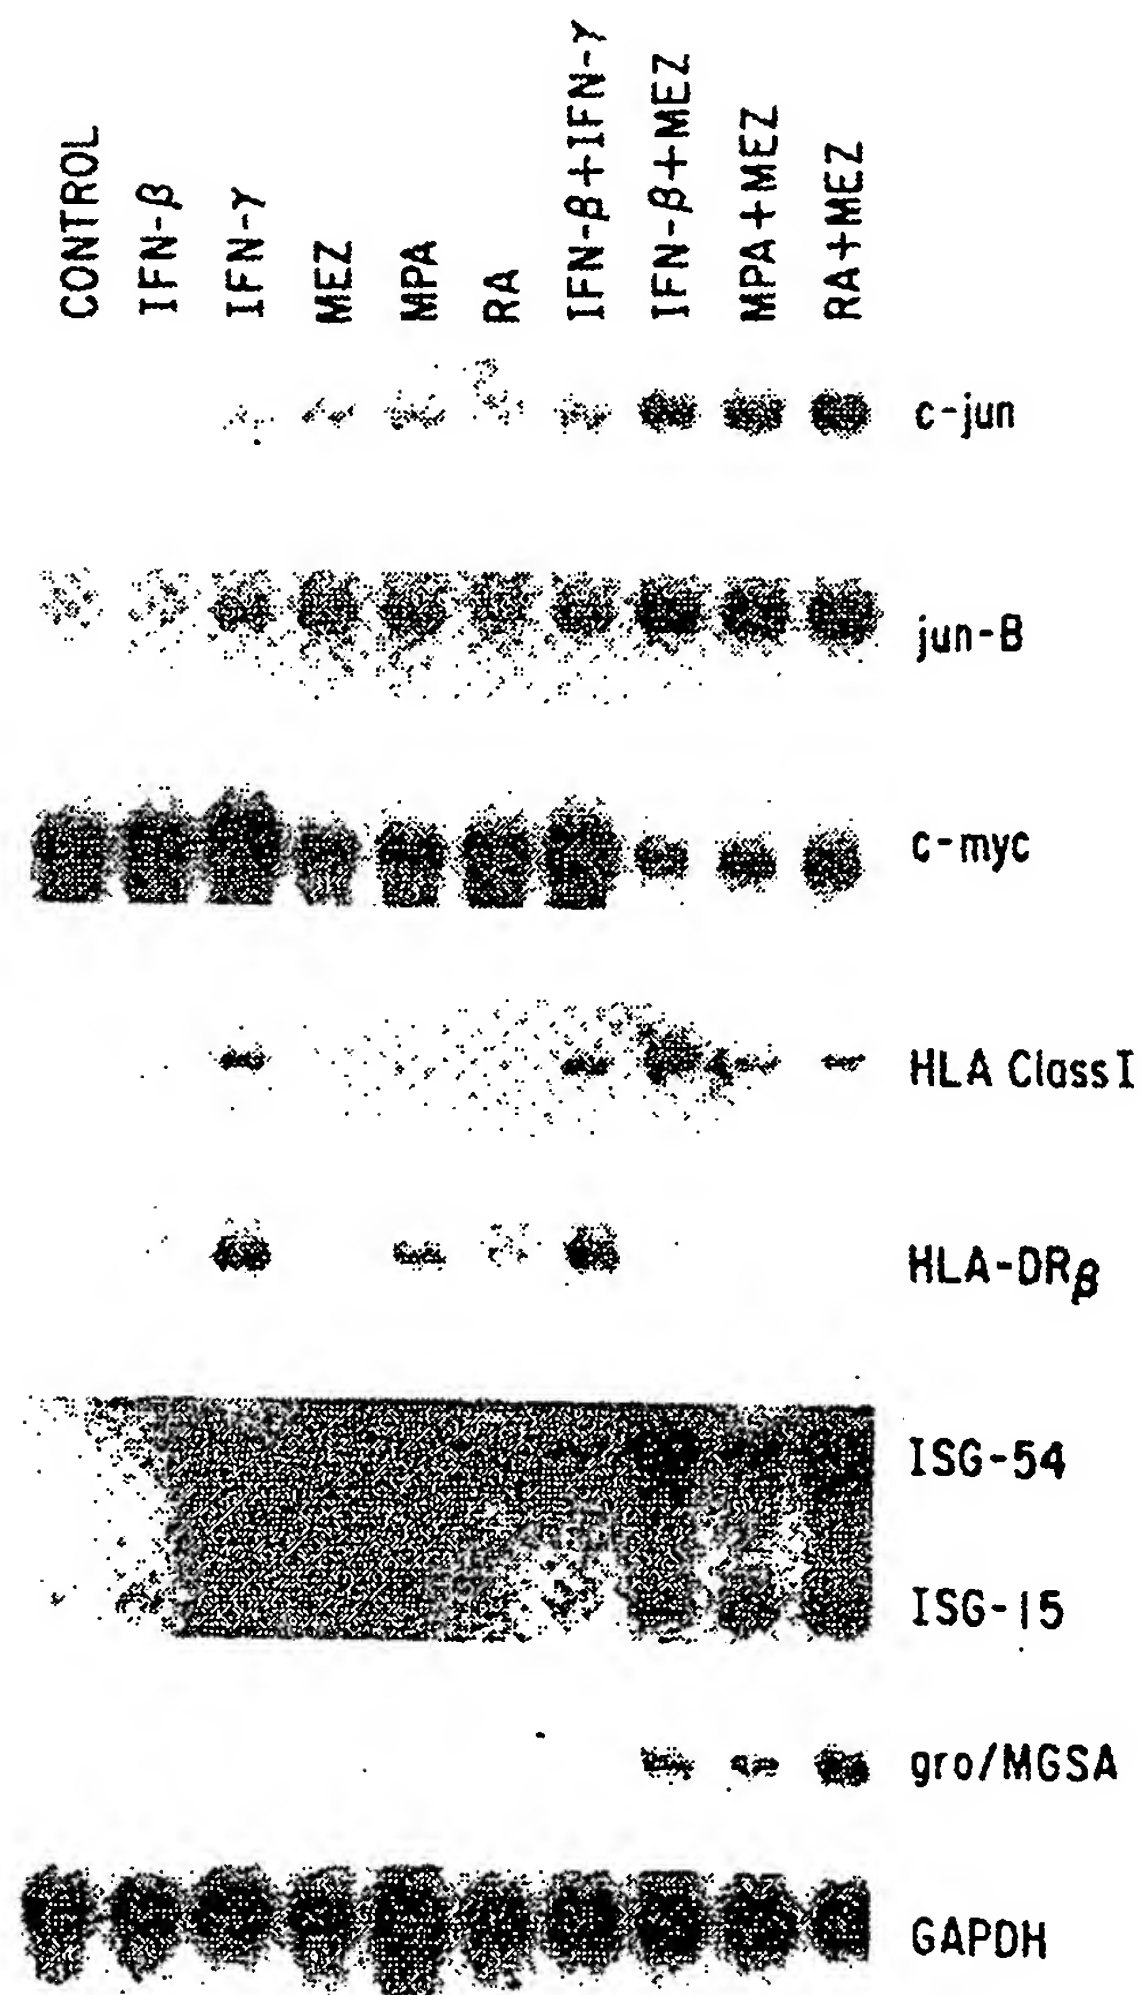 CONTROL
IFN-β
IFN-γ
MEZ
MPA
RA
IFN-β+IFN-γ
IFN-β+MEZ
MPA+MEZ
RA+MEZ
c-jun
jun-B
c-myc
HLA Class I
HLA-DRβ
ISG-54
ISG-15
gro/MGSA
GAPDH